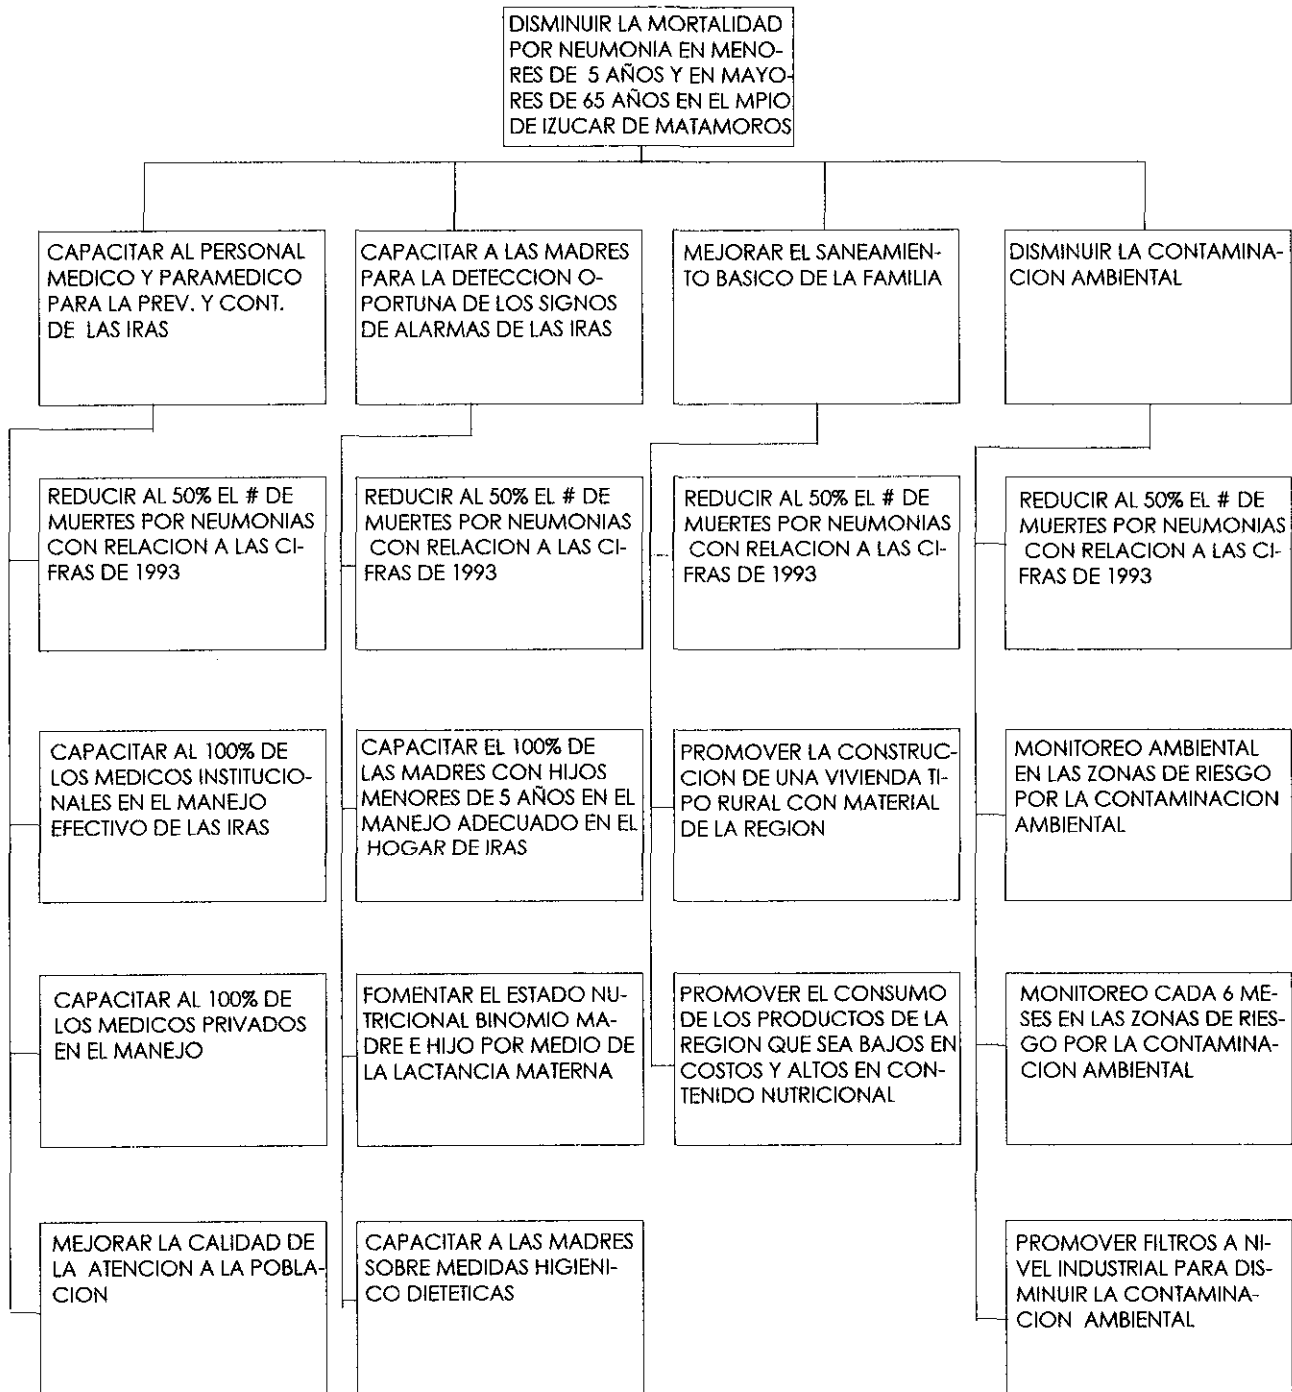 DISMINUIR LA MORTALIDAD
POR NEUMONIA EN MENO-
RES DE 5 AÑOS Y EN MAYO-
RES DE 65 AÑOS EN EL MPIO
DE IZUCAR DE MATAMOROS
CAPACITAR AL PERSONAL
MEDICO Y PARAMEDICO
PARA LA PREV. Y CONT.
DE LAS IRAS
CAPACITAR A LAS MADRES
PARA LA DETECCION O-
PORTUNA DE LOS SIGNOS
DE ALARMAS DE LAS IRAS
MEJORAR EL SANEAMIEN-
TO BASICO DE LA FAMILIA
DISMINUIR LA CONTAMINA-
CION AMBIENTAL
REDUCIR AL 50% EL # DE
MUERTES POR NEUMONIAS
CON RELACION A LAS CI-
FRAS DE 1993
REDUCIR AL 50% EL # DE
MUERTES POR NEUMONIAS
CON RELACION A LAS CI-
FRAS DE 1993
REDUCIR AL 50% EL # DE
MUERTES POR NEUMONIAS
CON RELACION A LAS CI-
FRAS DE 1993
REDUCIR AL 50% EL # DE
MUERTES POR NEUMONIAS
CON RELACION A LAS CI-
FRAS DE 1993
CAPACITAR AL 100% DE
LOS MEDICOS INSTITUCIO-
NALES EN EL MANEJO
EFECTIVO DE LAS IRAS
CAPACITAR EL 100% DE
LAS MADRES CON HIJOS
MENORES DE 5 AÑOS EN EL
MANEJO ADECUADO EN EL
HOGAR DE IRAS
PROMOVER LA CONSTRUC-
CION DE UNA VIVIENDA TI-
PO RURAL CON MATERIAL
DE LA REGION
MONITOREO AMBIENTAL
EN LAS ZONAS DE RIESGO
POR LA CONTAMINACION
AMBIENTAL
CAPACITAR AL 100% DE
LOS MEDICOS PRIVADOS
EN EL MANEJO
FOMENTAR EL ESTADO NU-
TRICIONAL BINOMIO MA-
DRE E HIJO POR MEDIO DE
LA LACTANCIA MATERNA
PROMOVER EL CONSUMO
DE LOS PRODUCTOS DE LA
REGION QUE SEA BAJOS EN
COSTOS Y ALTOS EN CON-
TENIDO NUTRICIONAL
MONITOREO CADA 6 ME-
SES EN LAS ZONAS DE RIES-
GO POR LA CONTAMINA-
CION AMBIENTAL
MEJORAR LA CALIDAD DE
LA ATENCION A LA POBLA-
CION
CAPACITAR A LAS MADRES
SOBRE MEDIDAS HIGIENI-
CO DIETETICAS
PROMOVER FILTROS A NI-
VEL INDUSTRIAL PARA DIS-
MINUIR LA CONTAMINA-
CION AMBIENTAL